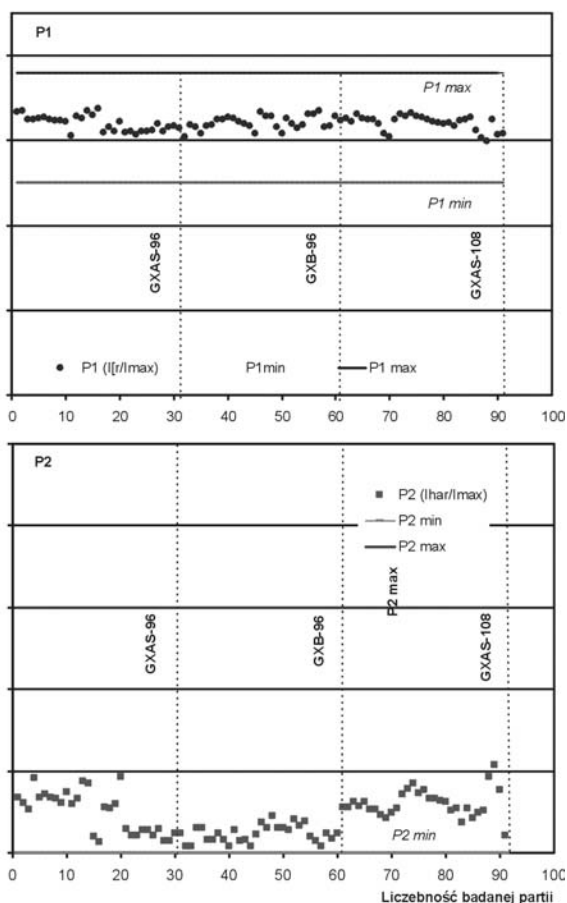 P1
P1 max
P1 min
GXAS-96
GXB-96
GXAS-108
P1 (I[r/Imax) P1min P1 max
0 10 20 30 40 50 60 70 80 90 100
P2
P2 (Ihar/Imax)
P2 min
P2 max
P2 max
GXAS-96
GXB-96
GXAS-108
P2 min
0 10 20 30 40 50 60 70 80 90 100
Liczebność badanej partii